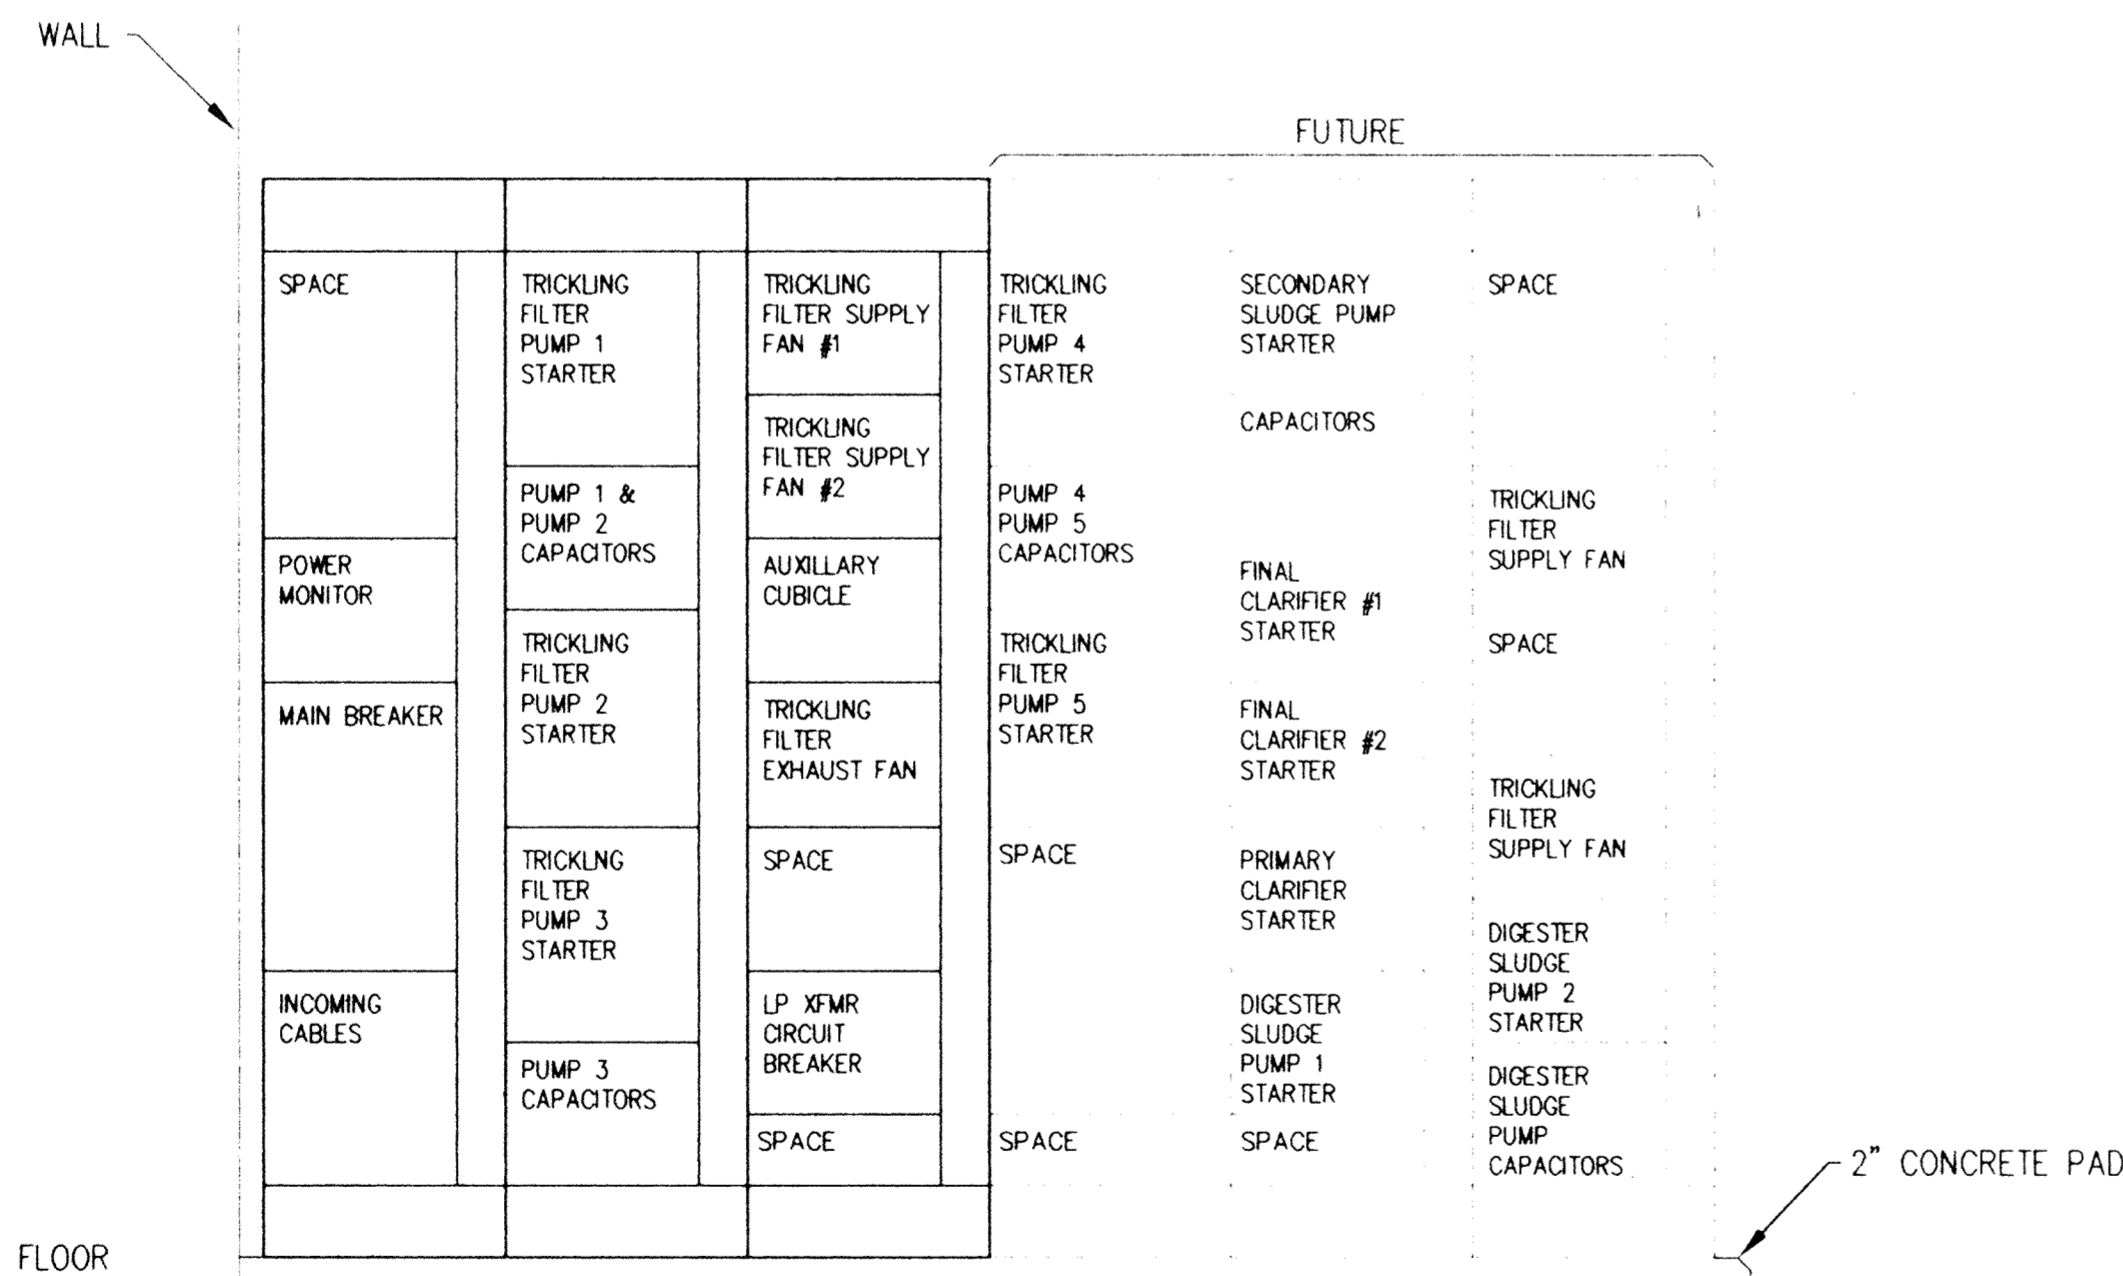 WALL
FUTURE
SPACE
POWER
MONITOR
MAIN BREAKER
INCOMING
CABLES
TRICKLING
FILTER
PUMP 1
STARTER
PUMP 1 &
PUMP 2
CAPACITORS
TRICKLING
FILTER
PUMP 2
STARTER
TRICKLNG
FILTER
PUMP 3
STARTER
PUMP 3
CAPACITORS
TRICKLING
FILTER SUPPLY
FAN #1
TRICKLING
FILTER SUPPLY
FAN #2
AUXILLARY
CUBICLE
TRICKLING
FILTER
EXHAUST FAN
SPACE
LP XFMR
CIRCUIT
BREAKER
SPACE
TRICKLING
FILTER
PUMP 4
STARTER
PUMP 4
PUMP 5
CAPACITORS
TRICKLING
FILTER
PUMP 5
STARTER
SPACE
SPACE
SECONDARY
SLUDGE PUMP
STARTER
CAPACITORS
FINAL
CLARIFIER #1
STARTER
FINAL
CLARIFIER #2
STARTER
PRIMARY
CLARIFIER
STARTER
DIGESTER
SLUDGE
PUMP 1
STARTER
SPACE
SPACE
TRICKLING
FILTER
SUPPLY FAN
SPACE
TRICKLING
FILTER
SUPPLY FAN
DIGESTER
SLUDGE
PUMP 2
STARTER
DIGESTER
SLUDGE
PUMP
CAPACITORS
2" CONCRETE PAD
FLOOR